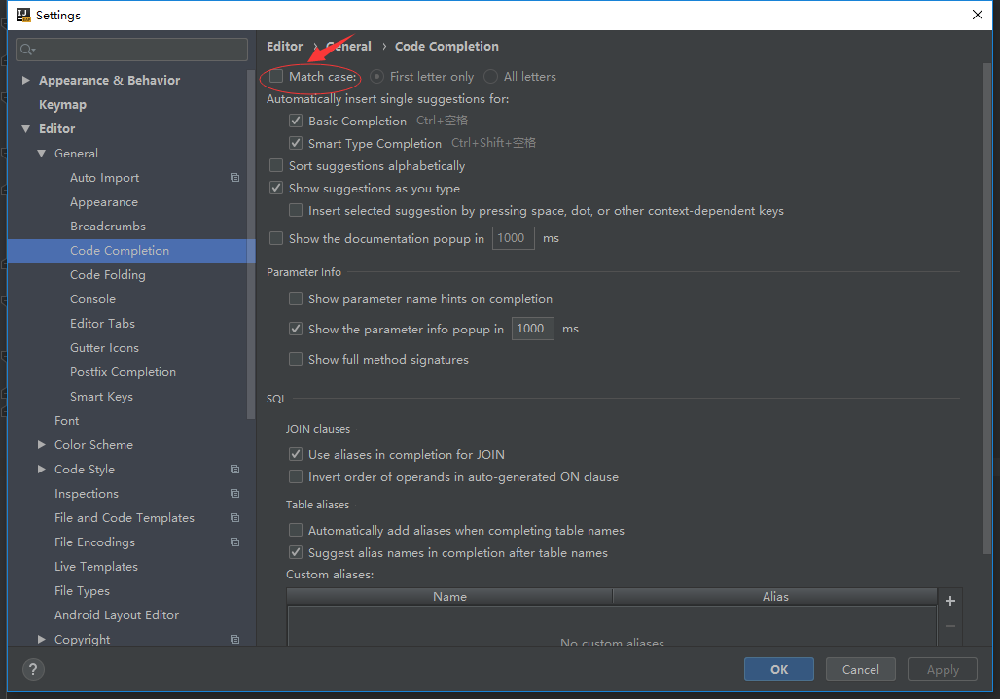 Settings
Appearance & Behavior
Keymap
Editor
General
Auto Import
Appearance
Breadcrumbs
Code Completion
Code Folding
Console
Editor Tabs
Gutter Icons
Postfix Completion
Smart Keys
Font
Color Scheme
Code Style
Inspections
File and Code Templates
File Encodings
Live Templates
File Types
Android Layout Editor
Copyright
Editor › General › Code Completion
Match case: First letter only All letters
Automatically insert single suggestions for:
Basic Completion Ctrl+空格
Smart Type Completion Ctrl+Shift+空格
Sort suggestions alphabetically
Show suggestions as you type
Insert selected suggestion by pressing space, dot, or other context-dependent keys
Show the documentation popup in 1000 ms
Parameter Info
Show parameter name hints on completion
Show the parameter info popup in 1000 ms
Show full method signatures
SQL
JOIN clauses
Use aliases in completion for JOIN
Invert order of operands in auto-generated ON clause
Table aliases
Automatically add aliases when completing table names
Suggest alias names in completion after table names
Custom aliases:
Name Alias
No custom aliases
? OK Cancel Apply